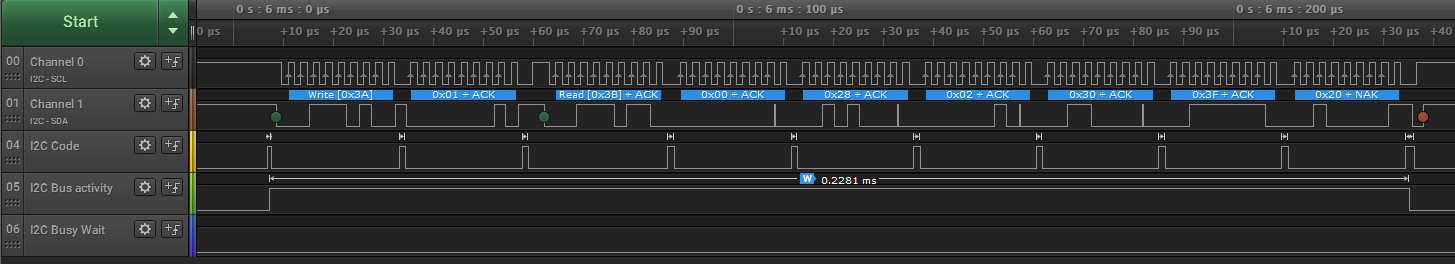 Start
0 s : 6 ms : 0 µs
0 s : 6 ms : 100 µs
0 s : 6 ms : 200 µs
0 µs
+10 µs +20 µs +30 µs +40 µs +50 µs +60 µs +70 µs +80 µs +90 µs
+10 µs +20 µs +30 µs +40 µs +50 µs +60 µs +70 µs +80 µs +90 µs
+10 µs +20 µs +30 µs +40
00 Channel 0
I2C - SCL
Write [0x3A] 0x01 + ACK Read [0x3B] + ACK 0x00 + ACK 0x28 + ACK 0x02 + ACK 0x30 + ACK 0x3F + ACK 0x20 + NAK
01 Channel 1
I2C - SDA
04 I2C Code
05 I2C Bus activity
W 0.2281 ms
06 I2C Busy Wait